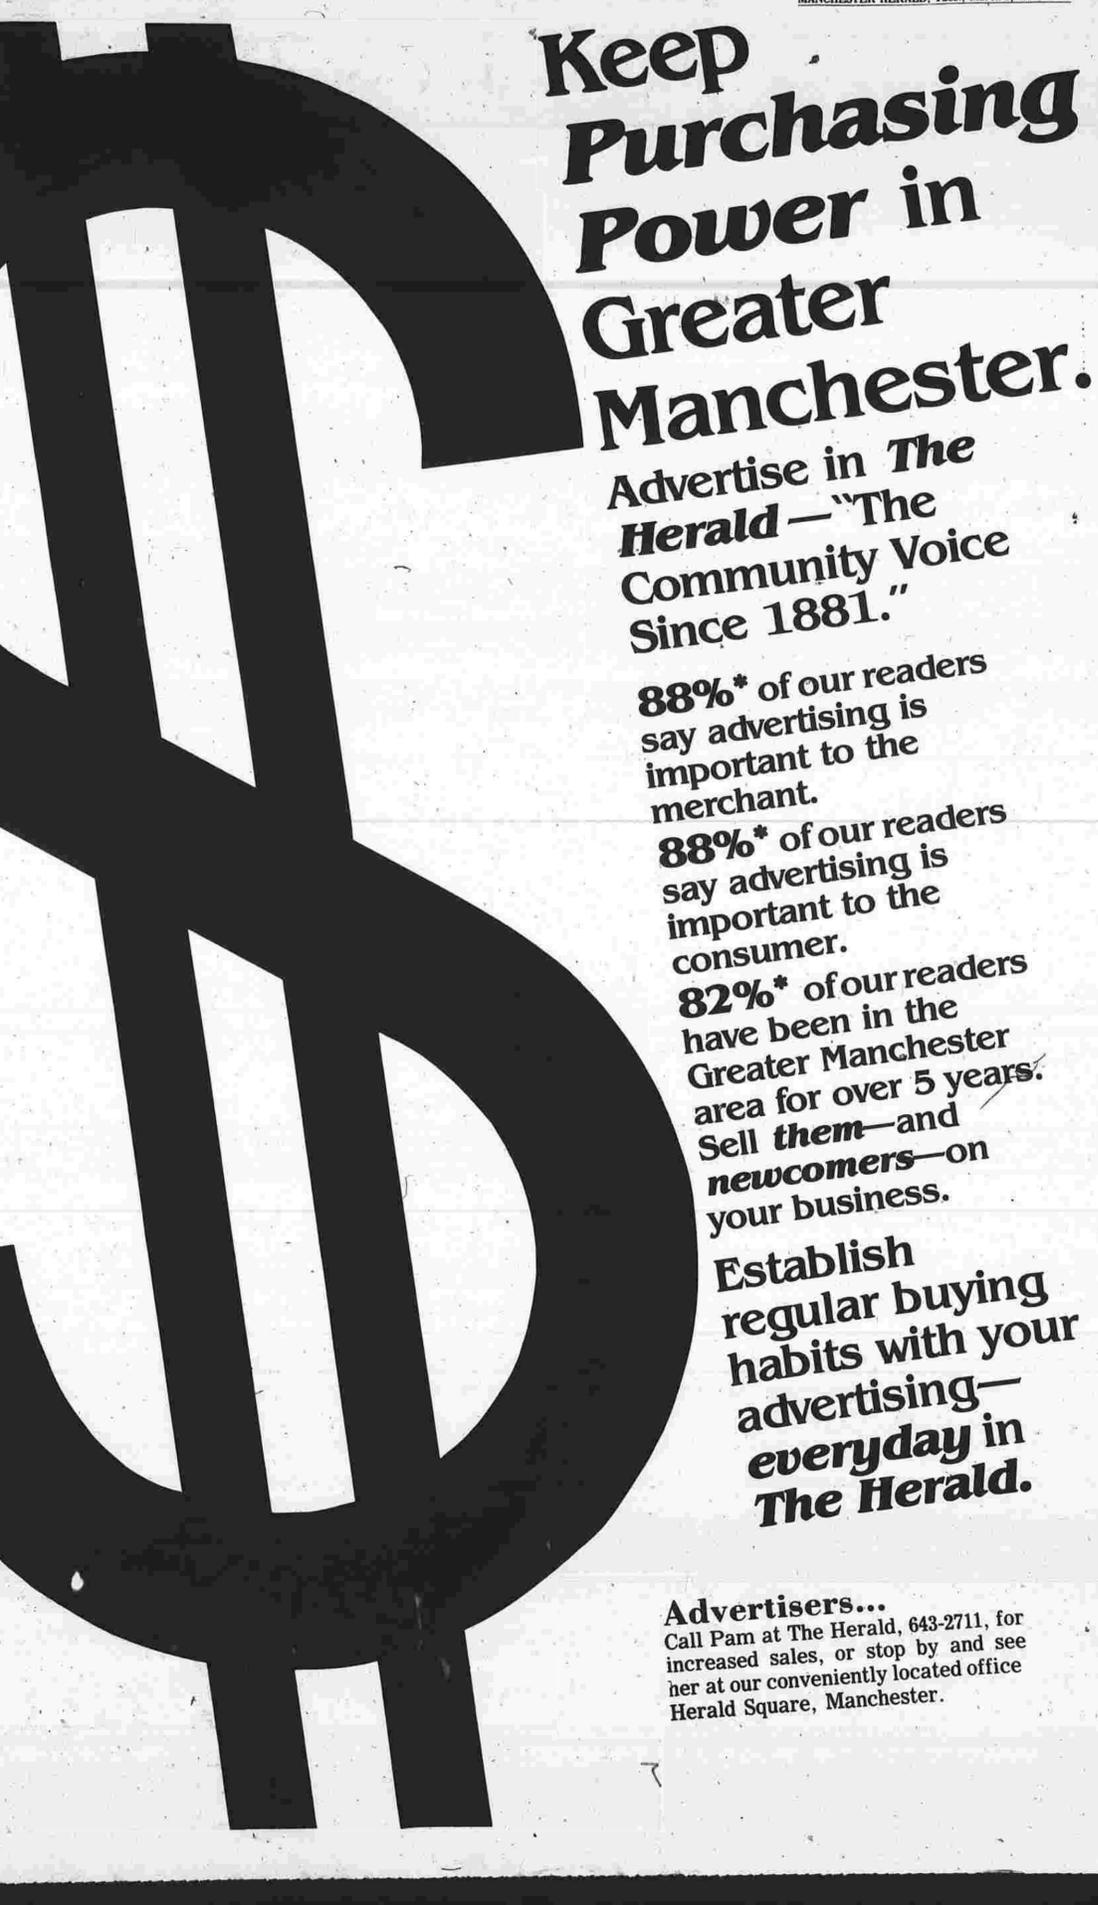 Keep
Purchasing
Power in
Greater
Manchester.
Advertise in The
Herald—"The
Community Voice
Since 1881."
88%* of our readers
say advertising is
important to the
merchant.
88%* of our readers
say advertising is
important to the
consumer.
82%* of our readers
have been in the
Greater Manchester
area for over 5 years.
Sell them—and
newcomers—on
your business.
Establish
regular buying
habits with your
advertising—
everyday in
The Herald.
Advertisers...
Call Pam at The Herald, 643-2711, for
increased sales, or stop by and see
her at our conveniently located office
Herald Square, Manchester.